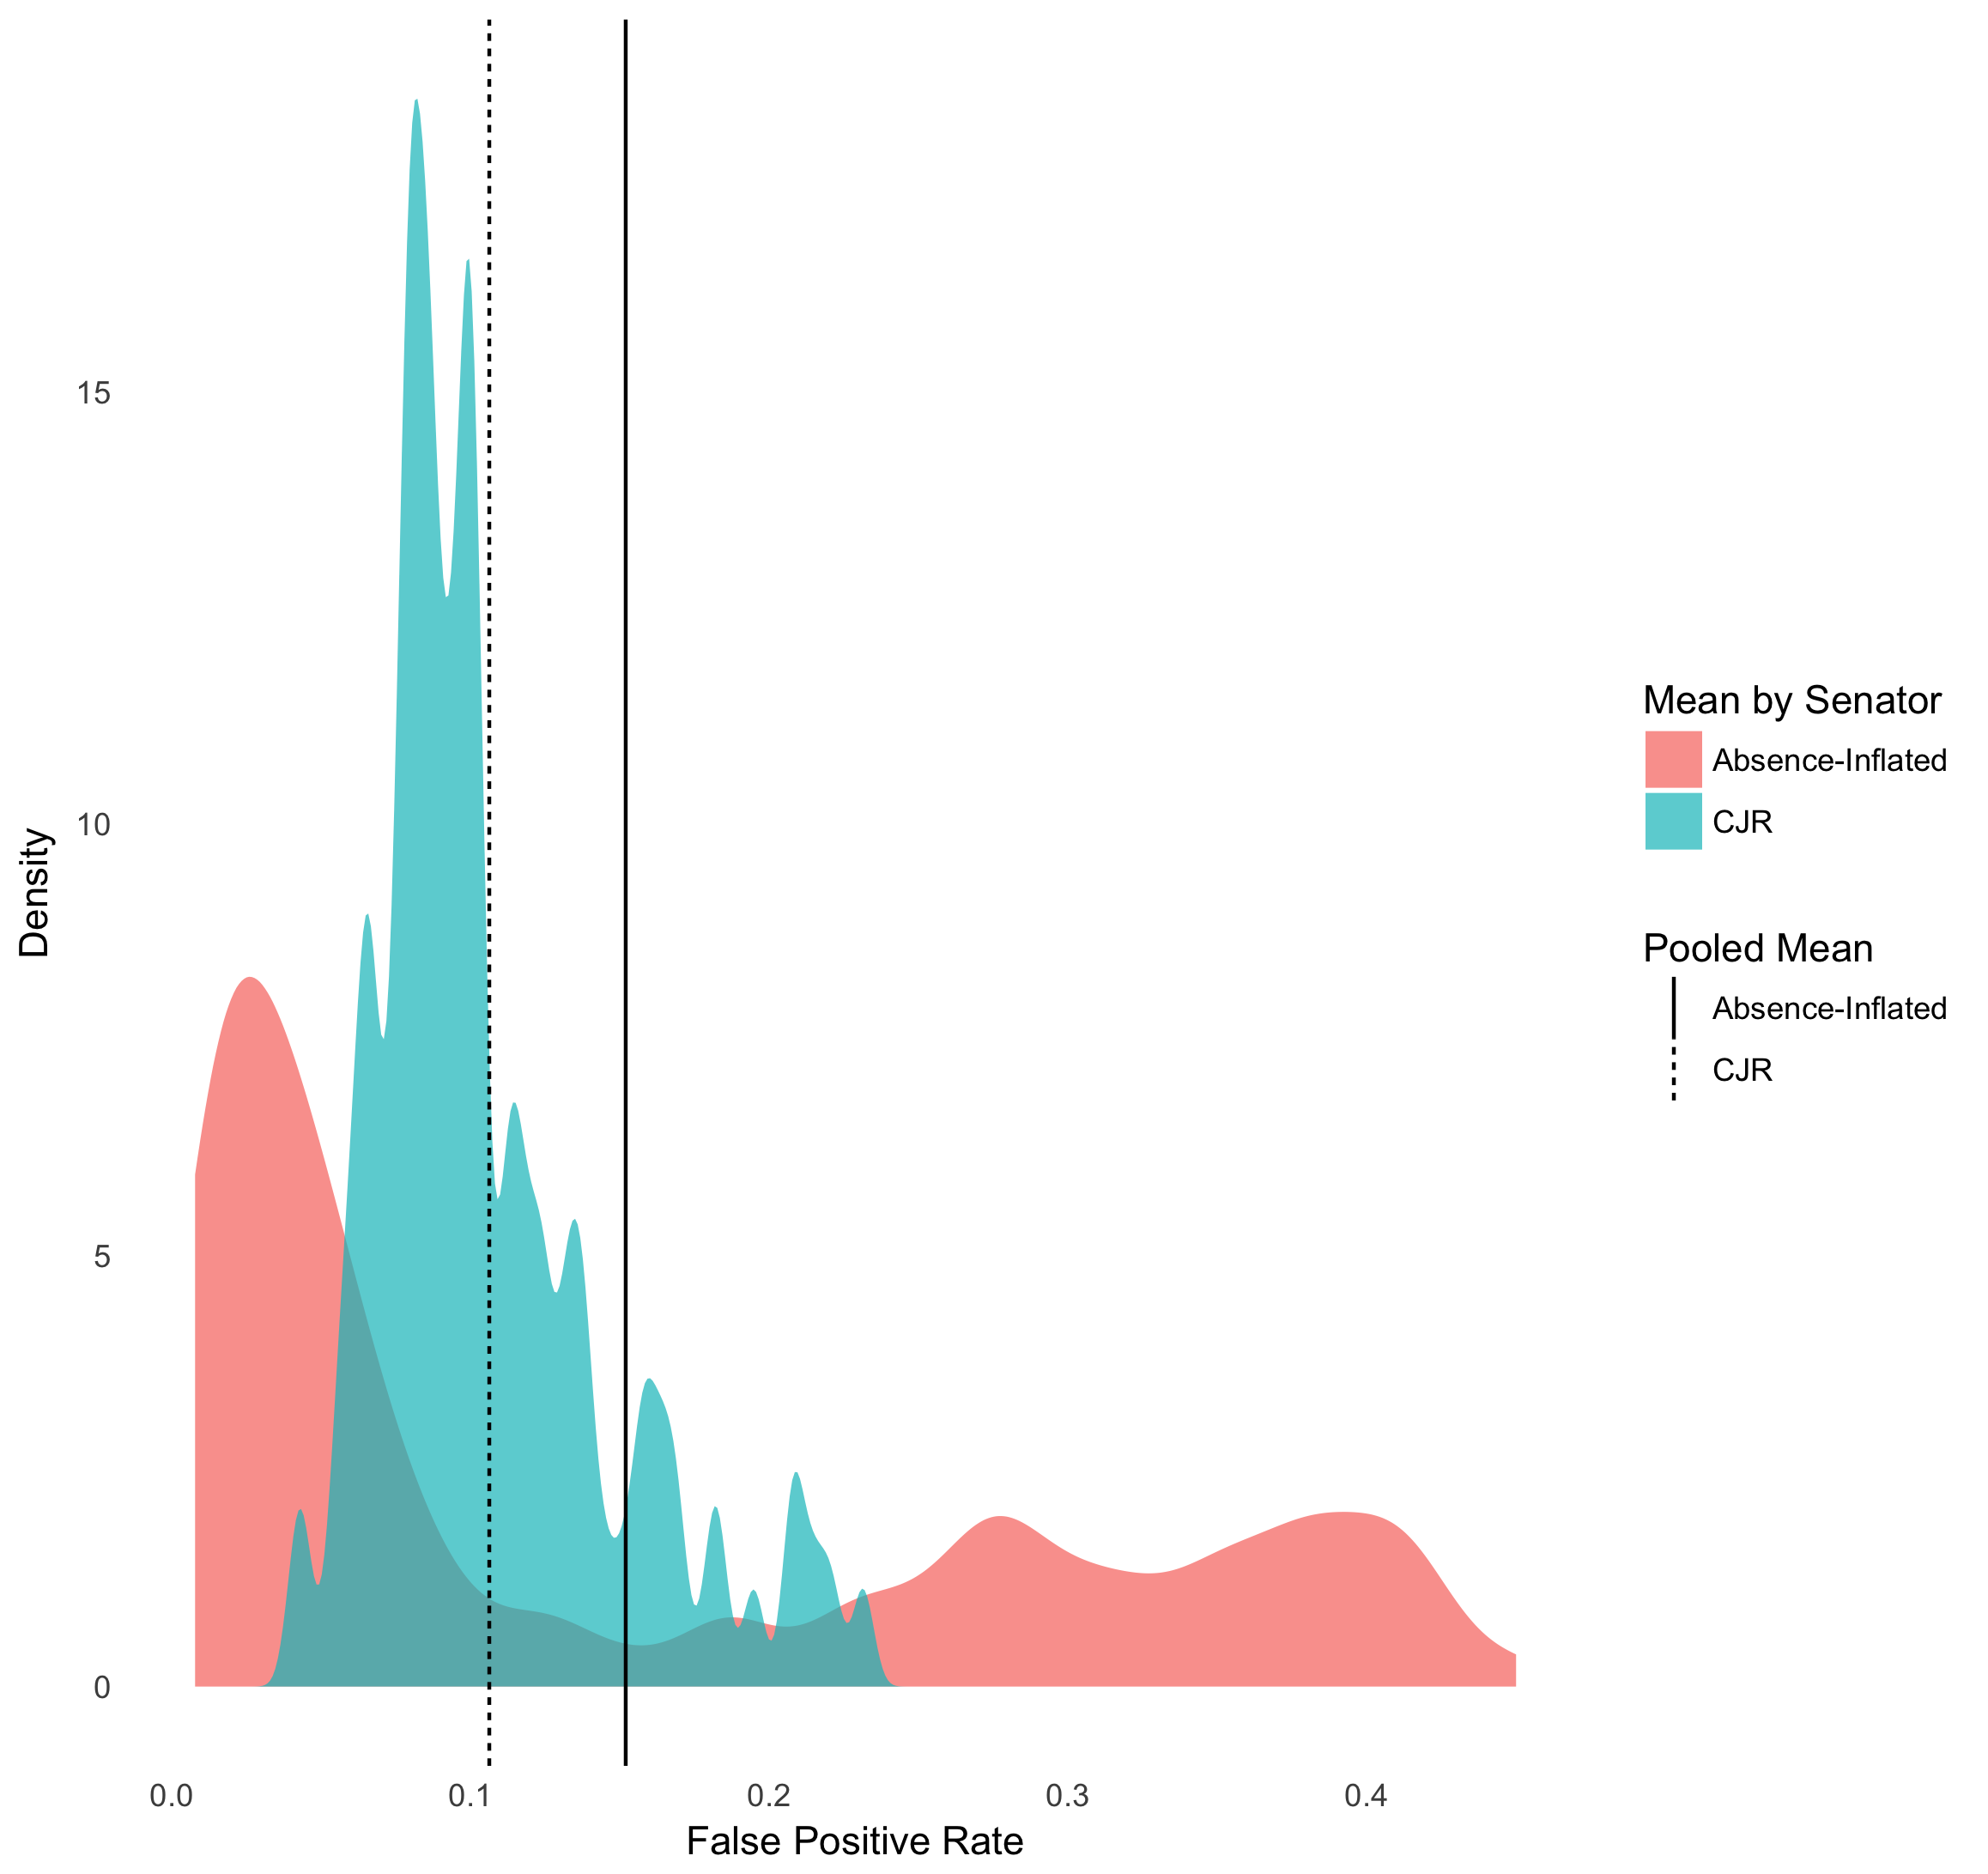 Density
15
10
5
0
0.0 0.1 0.2 0.3 0.4
False Positive Rate
Mean by Senator
Absence-Inflated
CJR
Pooled Mean
Absence-Inflated
CJR